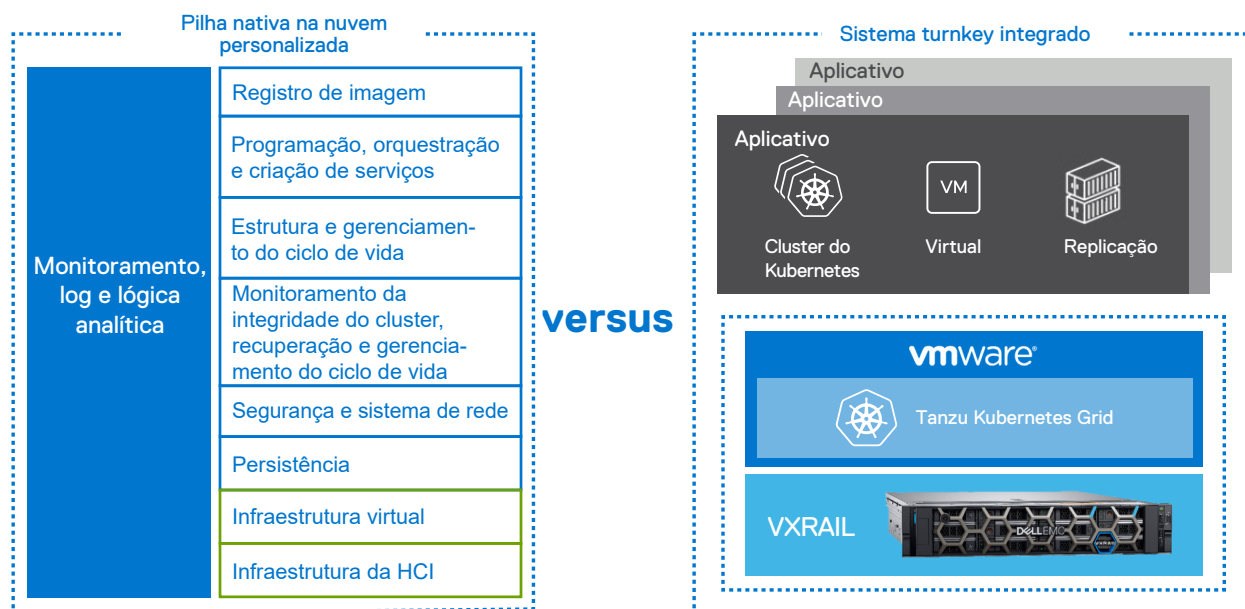 Pilha nativa na nuvem
personalizada
Monitoramento,
log e lógica
analítica
Registro de imagem
Programação, orquestração
e criação de serviços
Estrutura e gerenciamen-
to do ciclo de vida
Monitoramento da
integridade do cluster,
recuperação e gerencia-
mento do ciclo de vida
Segurança e sistema de rede
Persistência
Infraestrutura virtual
Infraestrutura da HCI
versus
Sistema turnkey integrado
Aplicativo
Aplicativo
Aplicativo
VM
Cluster do
Kubernetes
Virtual
Replicação
vmware®
Tanzu Kubernetes Grid
VXRAIL
DELLEMC
VXRAIL